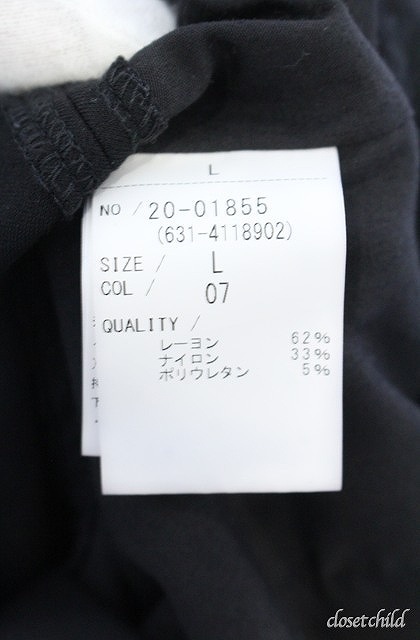 L
NO / 20-01855
(631-4118902)
SIZE / L
COL / 07
QUALITY /
レーヨン 62%
ナイロン 33%
ポリウレタン 5%
closetchild